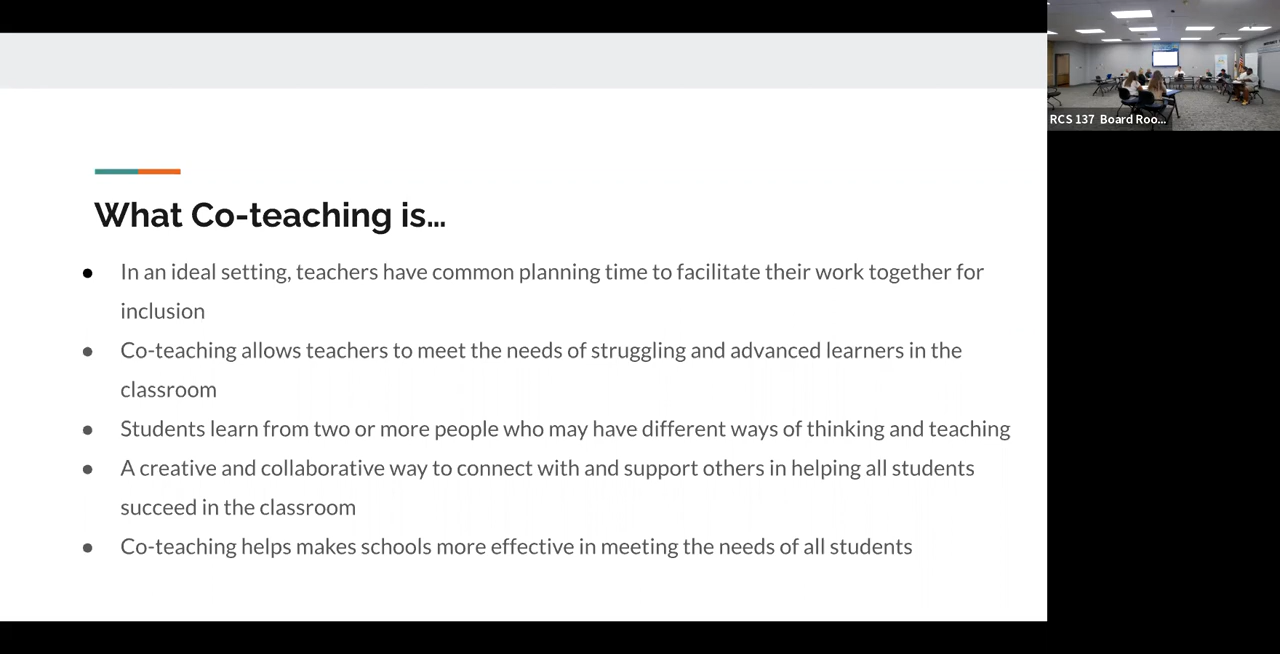 What Co-teaching is...
● In an ideal setting, teachers have common planning time to facilitate their work together for
inclusion
● Co-teaching allows teachers to meet the needs of struggling and advanced learners in the
classroom
● Students learn from two or more people who may have different ways of thinking and teaching
● A creative and collaborative way to connect with and support others in helping all students
succeed in the classroom
● Co-teaching helps makes schools more effective in meeting the needs of all students
RCS 137 Board Roo...